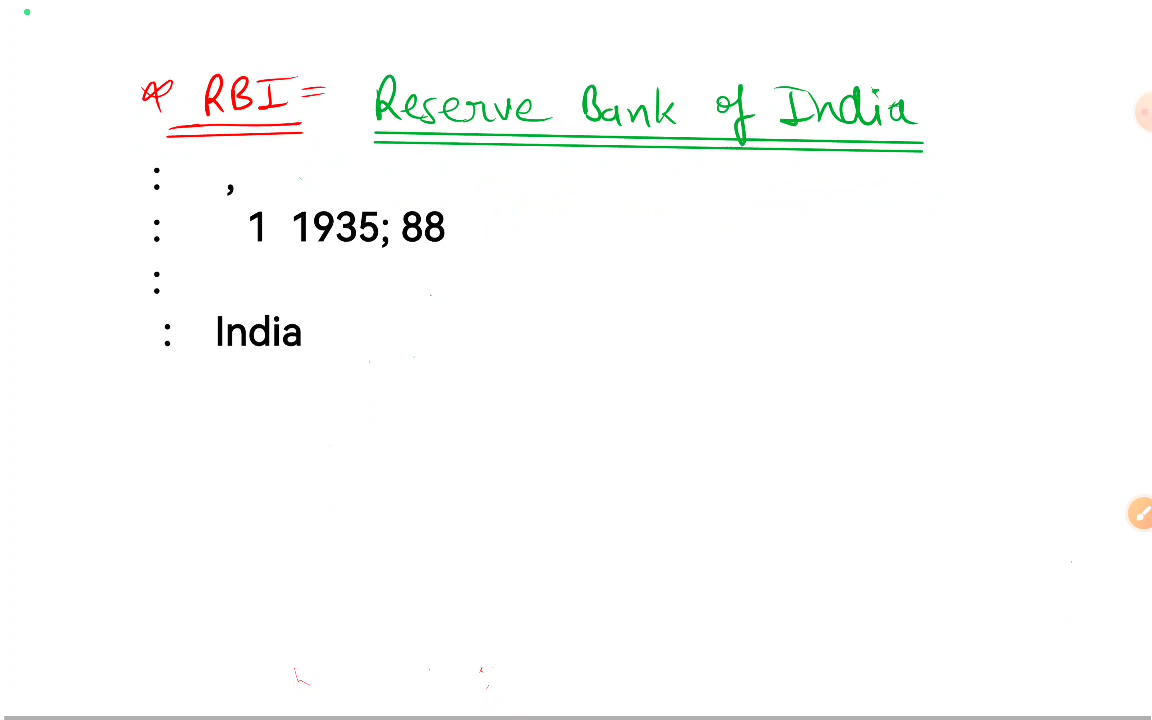 * RBI = Reserve Bank of India
: ,
: 1 1935; 88
:
: India